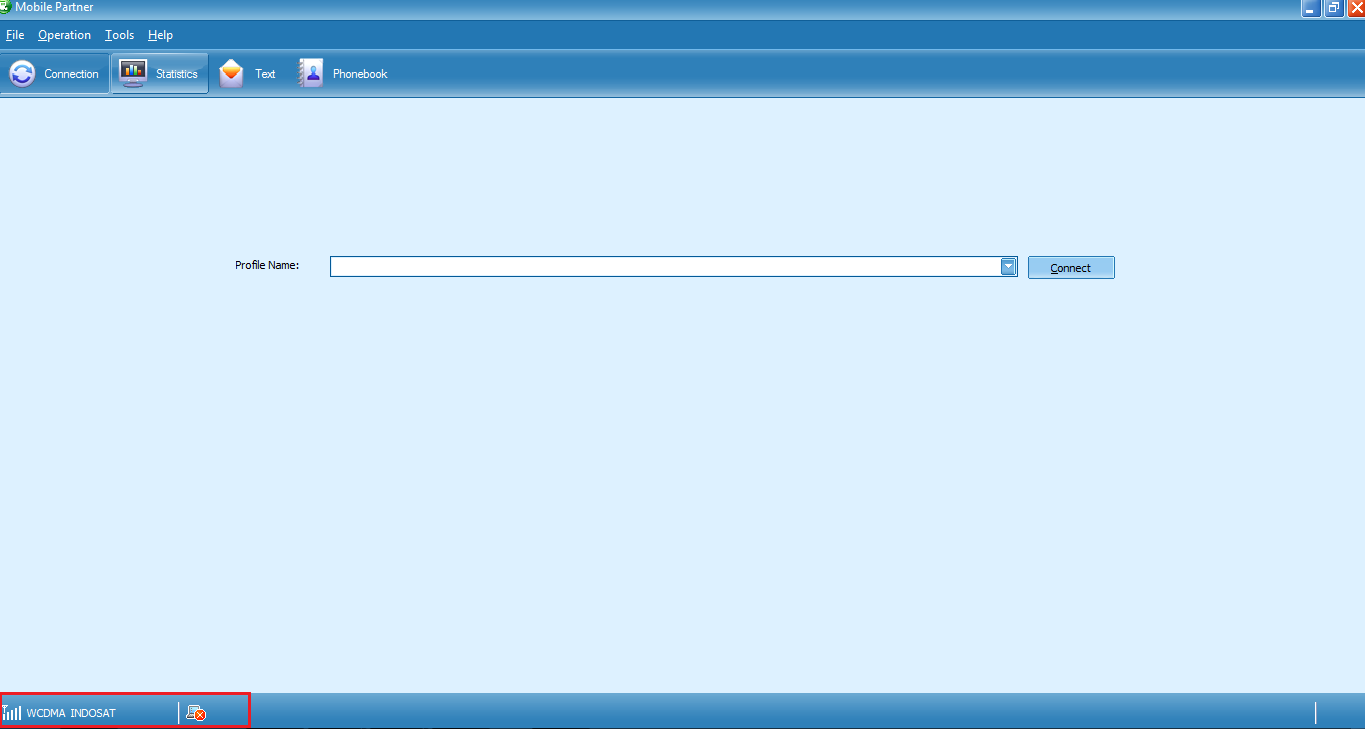 Mobile Partner
File Operation Tools Help
Connection Statistics Text Phonebook
Profile Name: Connect
WCDMA INDOSAT